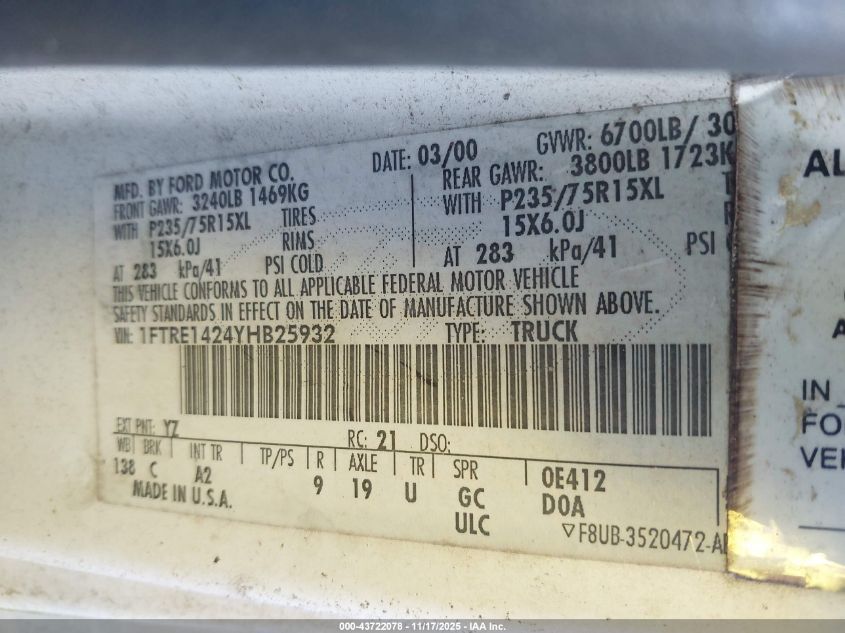 MFD. BY FORD MOTOR CO.
DATE: 03/00
GVWR: 6700LB/ 30
FRONT GAWR: 3240LB 1469KG
REAR GAWR: 3800LB 1723K
WITH P235/75R15XL TIRES
WITH P235/75R15XL T
15X6.0J RIMS
15X6.0J
AT 283 kPa/41 PSI COLD
AT 283 kPa/41 PSI C
THIS VEHICLE CONFORMS TO ALL APPLICABLE FEDERAL MOTOR VEHICLE
SAFETY STANDARDS IN EFFECT ON THE DATE OF MANUFACTURE SHOWN ABOVE.
VIN: 1FTRE1424YHB25932
TYPE: TRUCK
EXT PNT: YZ
RC: 21 DSO:
WB BRK INT TR TP/PS R AXLE TR SPR
138 C A2 9 19 U GC 0E412
ULC DOA
MADE IN U.S.A.
▽F8UB-3520472-A
AL
A
IN
FO
VEH
000-43722078 - 11/17/2025 - IAA Inc.